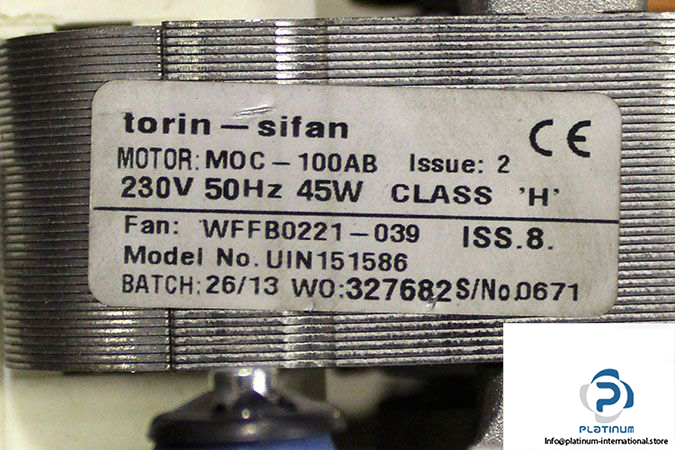 torin-sifan
CE
MOTOR: MOC-100AB Issue: 2
230V 50Hz 45W CLASS 'H'
Fan: WFFB0221-039 ISS.8.
Model No. UIN151586
BATCH: 26/13 WO:327682 S/No.0671
PLATINUM
Info@platinum-international.store